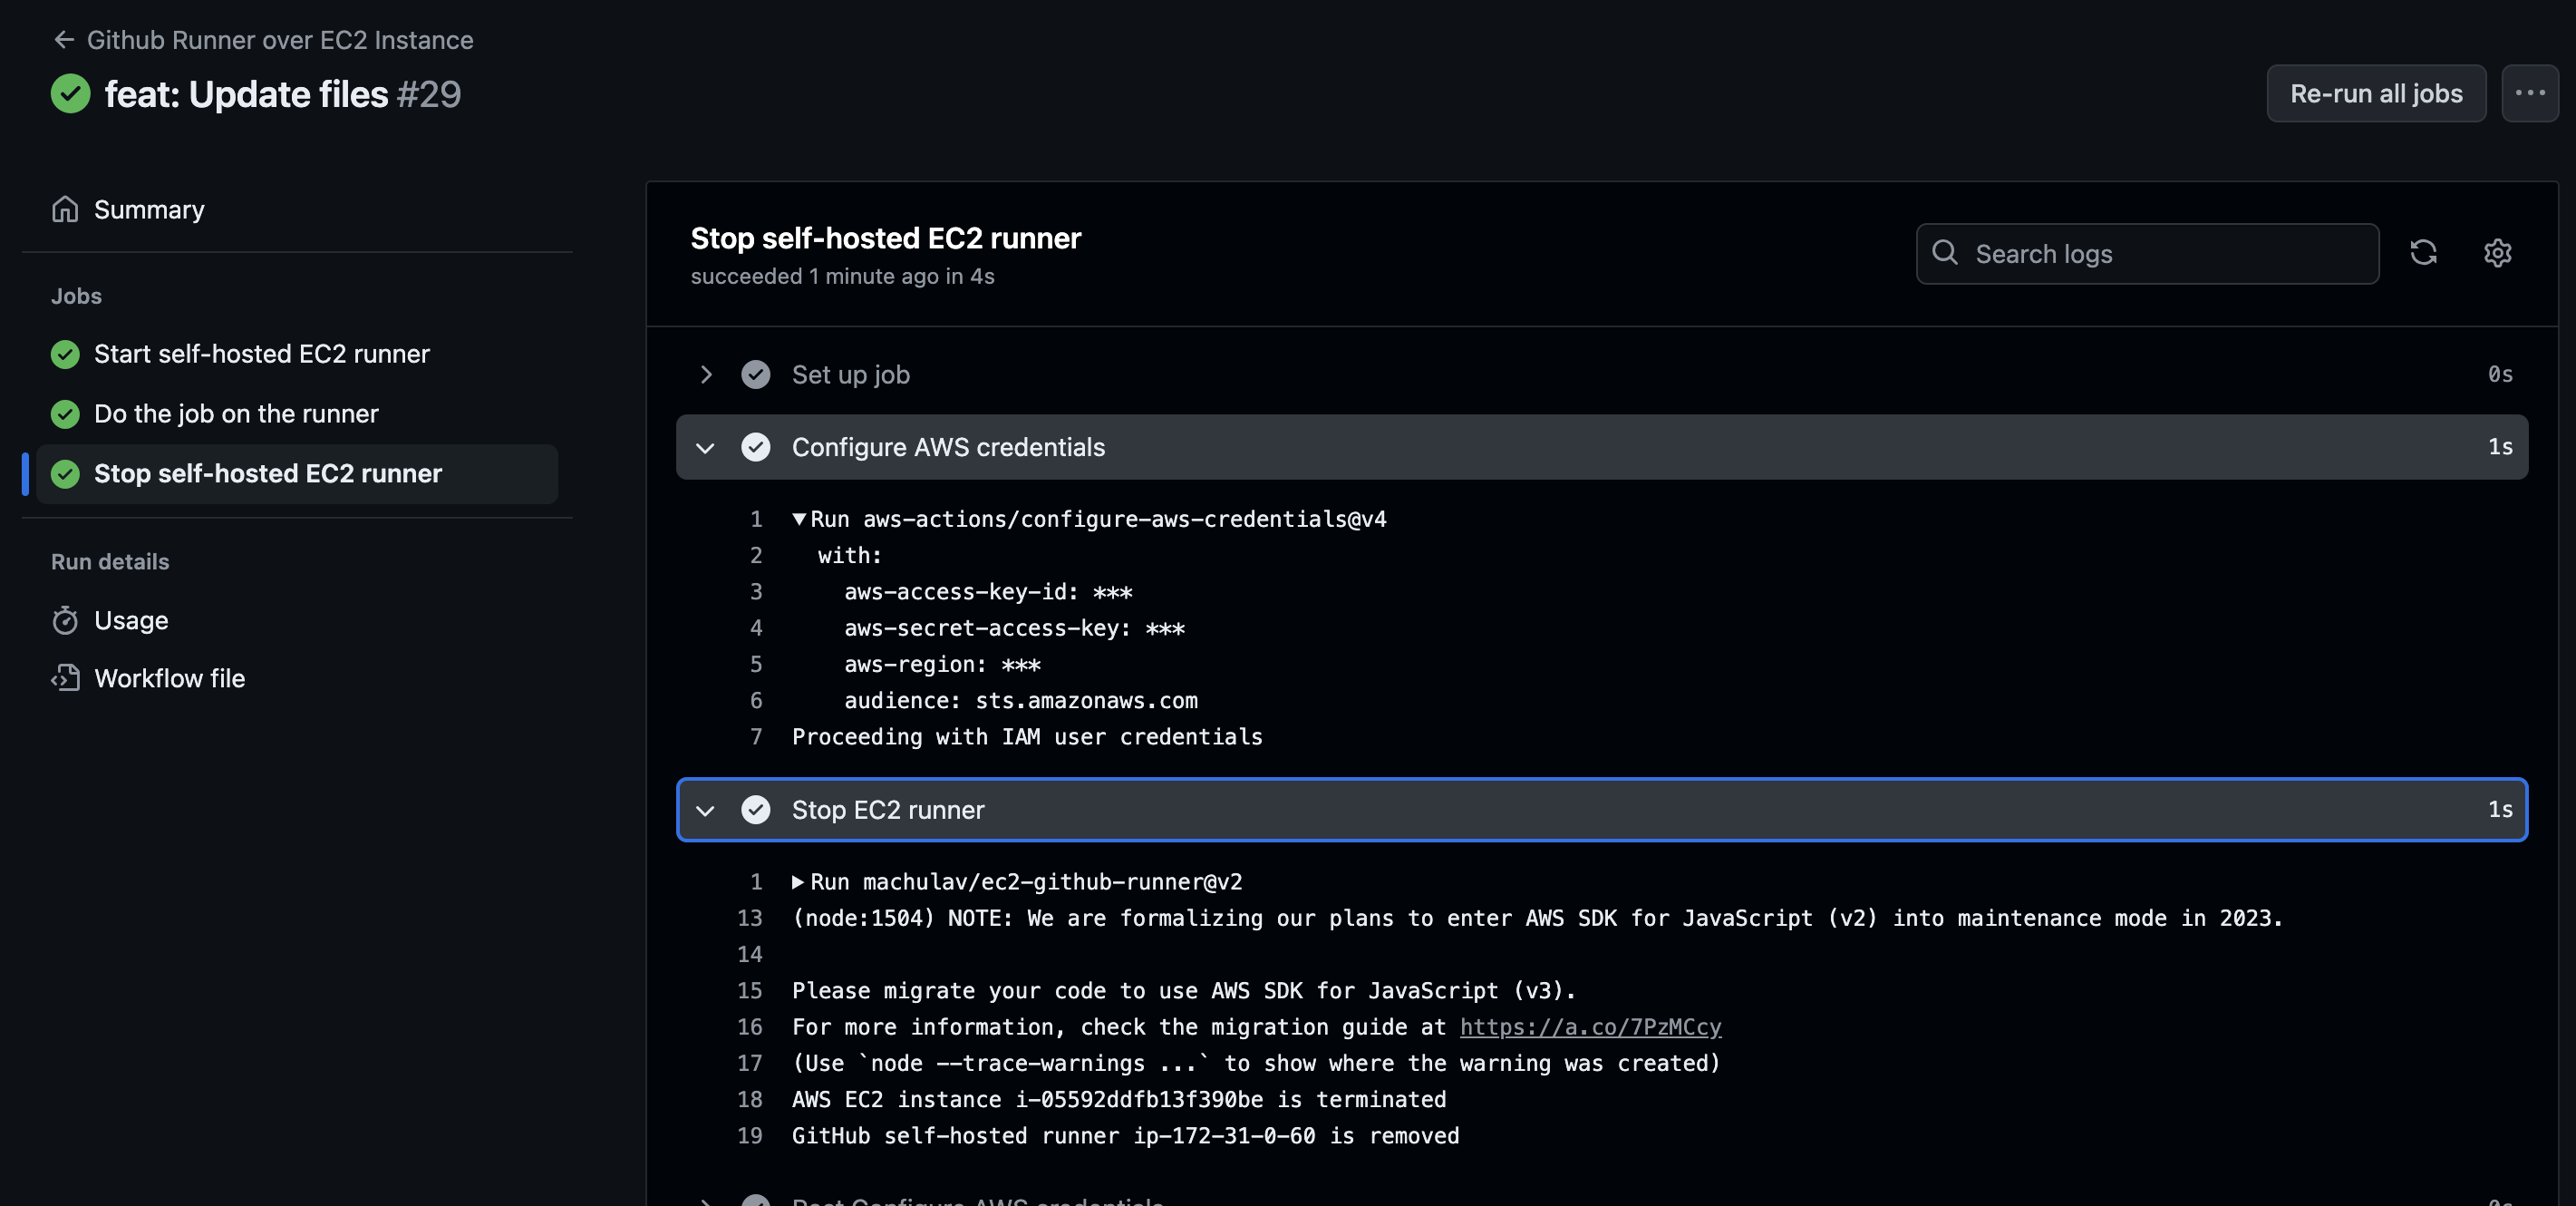 Github Runner over EC2 Instance
feat: Update files #29
Re-run all jobs
Summary
Jobs
Start self-hosted EC2 runner
Do the job on the runner
Stop self-hosted EC2 runner
Run details
Usage
Workflow file
Stop self-hosted EC2 runner
succeeded 1 minute ago in 4s
Search logs
Set up job 0s
Configure AWS credentials 1s
1 ▼Run aws-actions/configure-aws-credentials@v4
2 with:
3 aws-access-key-id: ***
4 aws-secret-access-key: ***
5 aws-region: ***
6 audience: sts.amazonaws.com
7 Proceeding with IAM user credentials
Stop EC2 runner 1s
1 ▶Run machulav/ec2-github-runner@v2
13 (node:1504) NOTE: We are formalizing our plans to enter AWS SDK for JavaScript (v2) into maintenance mode in 2023.
14
15 Please migrate your code to use AWS SDK for JavaScript (v3).
16 For more information, check the migration guide at https://a.co/7PzMCcy
17 (Use `node --trace-warnings ...` to show where the warning was created)
18 AWS EC2 instance i-05592ddfb13f390be is terminated
19 GitHub self-hosted runner ip-172-31-0-60 is removed
Post Configure AWS credentials 0s